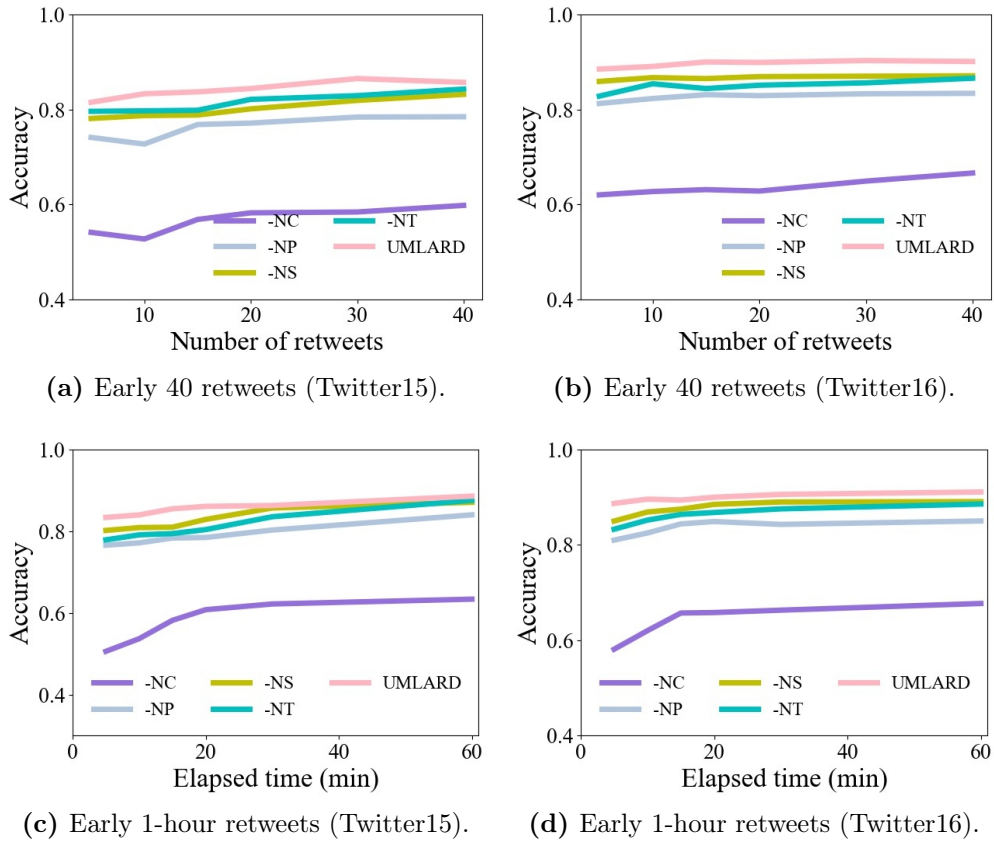 1.0
0.8
0.6
0.4
Accuracy
-NC
-NP
-NS
-NT
UMLARD
10 20 30 40
Number of retweets
(a) Early 40 retweets (Twitter15).
1.0
0.8
0.6
0.4
Accuracy
-NC
-NP
-NS
-NT
UMLARD
10 20 30 40
Number of retweets
(b) Early 40 retweets (Twitter16).
1.0
0.8
0.6
0.4
Accuracy
-NC
-NP
-NS
-NT
UMLARD
0 20 40 60
Elapsed time (min)
(c) Early 1-hour retweets (Twitter15).
1.0
0.8
0.6
0.4
Accuracy
-NC
-NP
-NS
-NT
UMLARD
0 20 40 60
Elapsed time (min)
(d) Early 1-hour retweets (Twitter16).